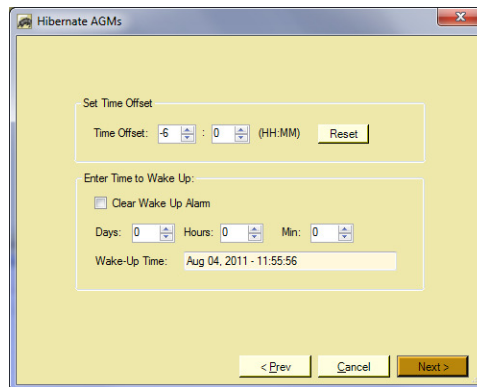 Hibernate AGMs
Set Time Offset
Time Offset: -6 : 0 (HH:MM) Reset
Enter Time to Wake Up:
Clear Wake Up Alarm
Days: 0 Hours: 0 Min: 0
Wake-Up Time: Aug 04, 2011 - 11:55:56
< Prev Cancel Next >